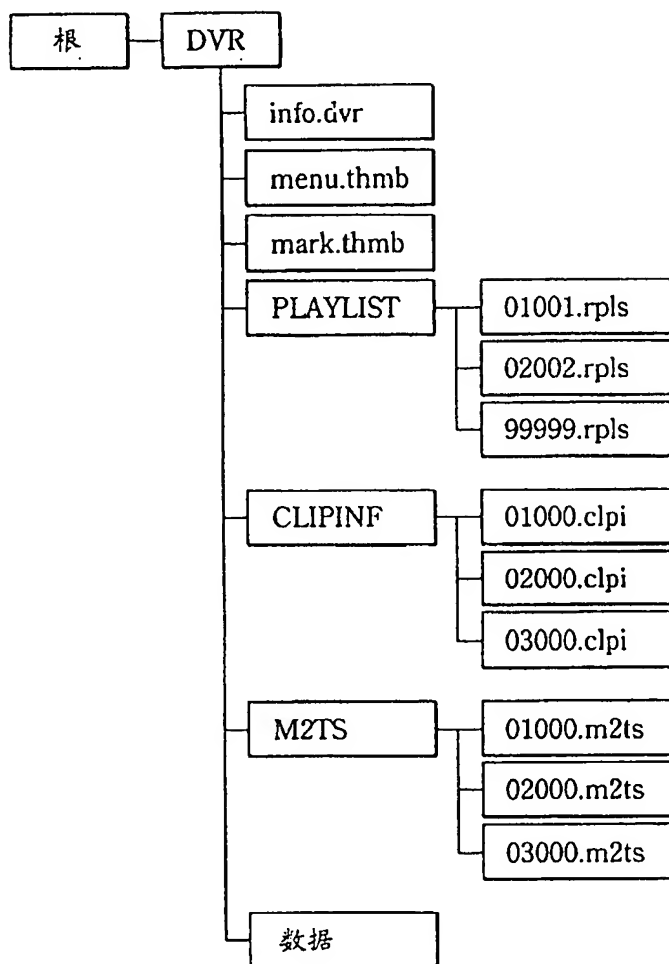 根
DVR
info.dvr
menu.thmb
mark.thmb
PLAYLIST
01001.rpls
02002.rpls
99999.rpls
CLIPINF
01000.clpi
02000.clpi
03000.clpi
M2TS
01000.m2ts
02000.m2ts
03000.m2ts
数据